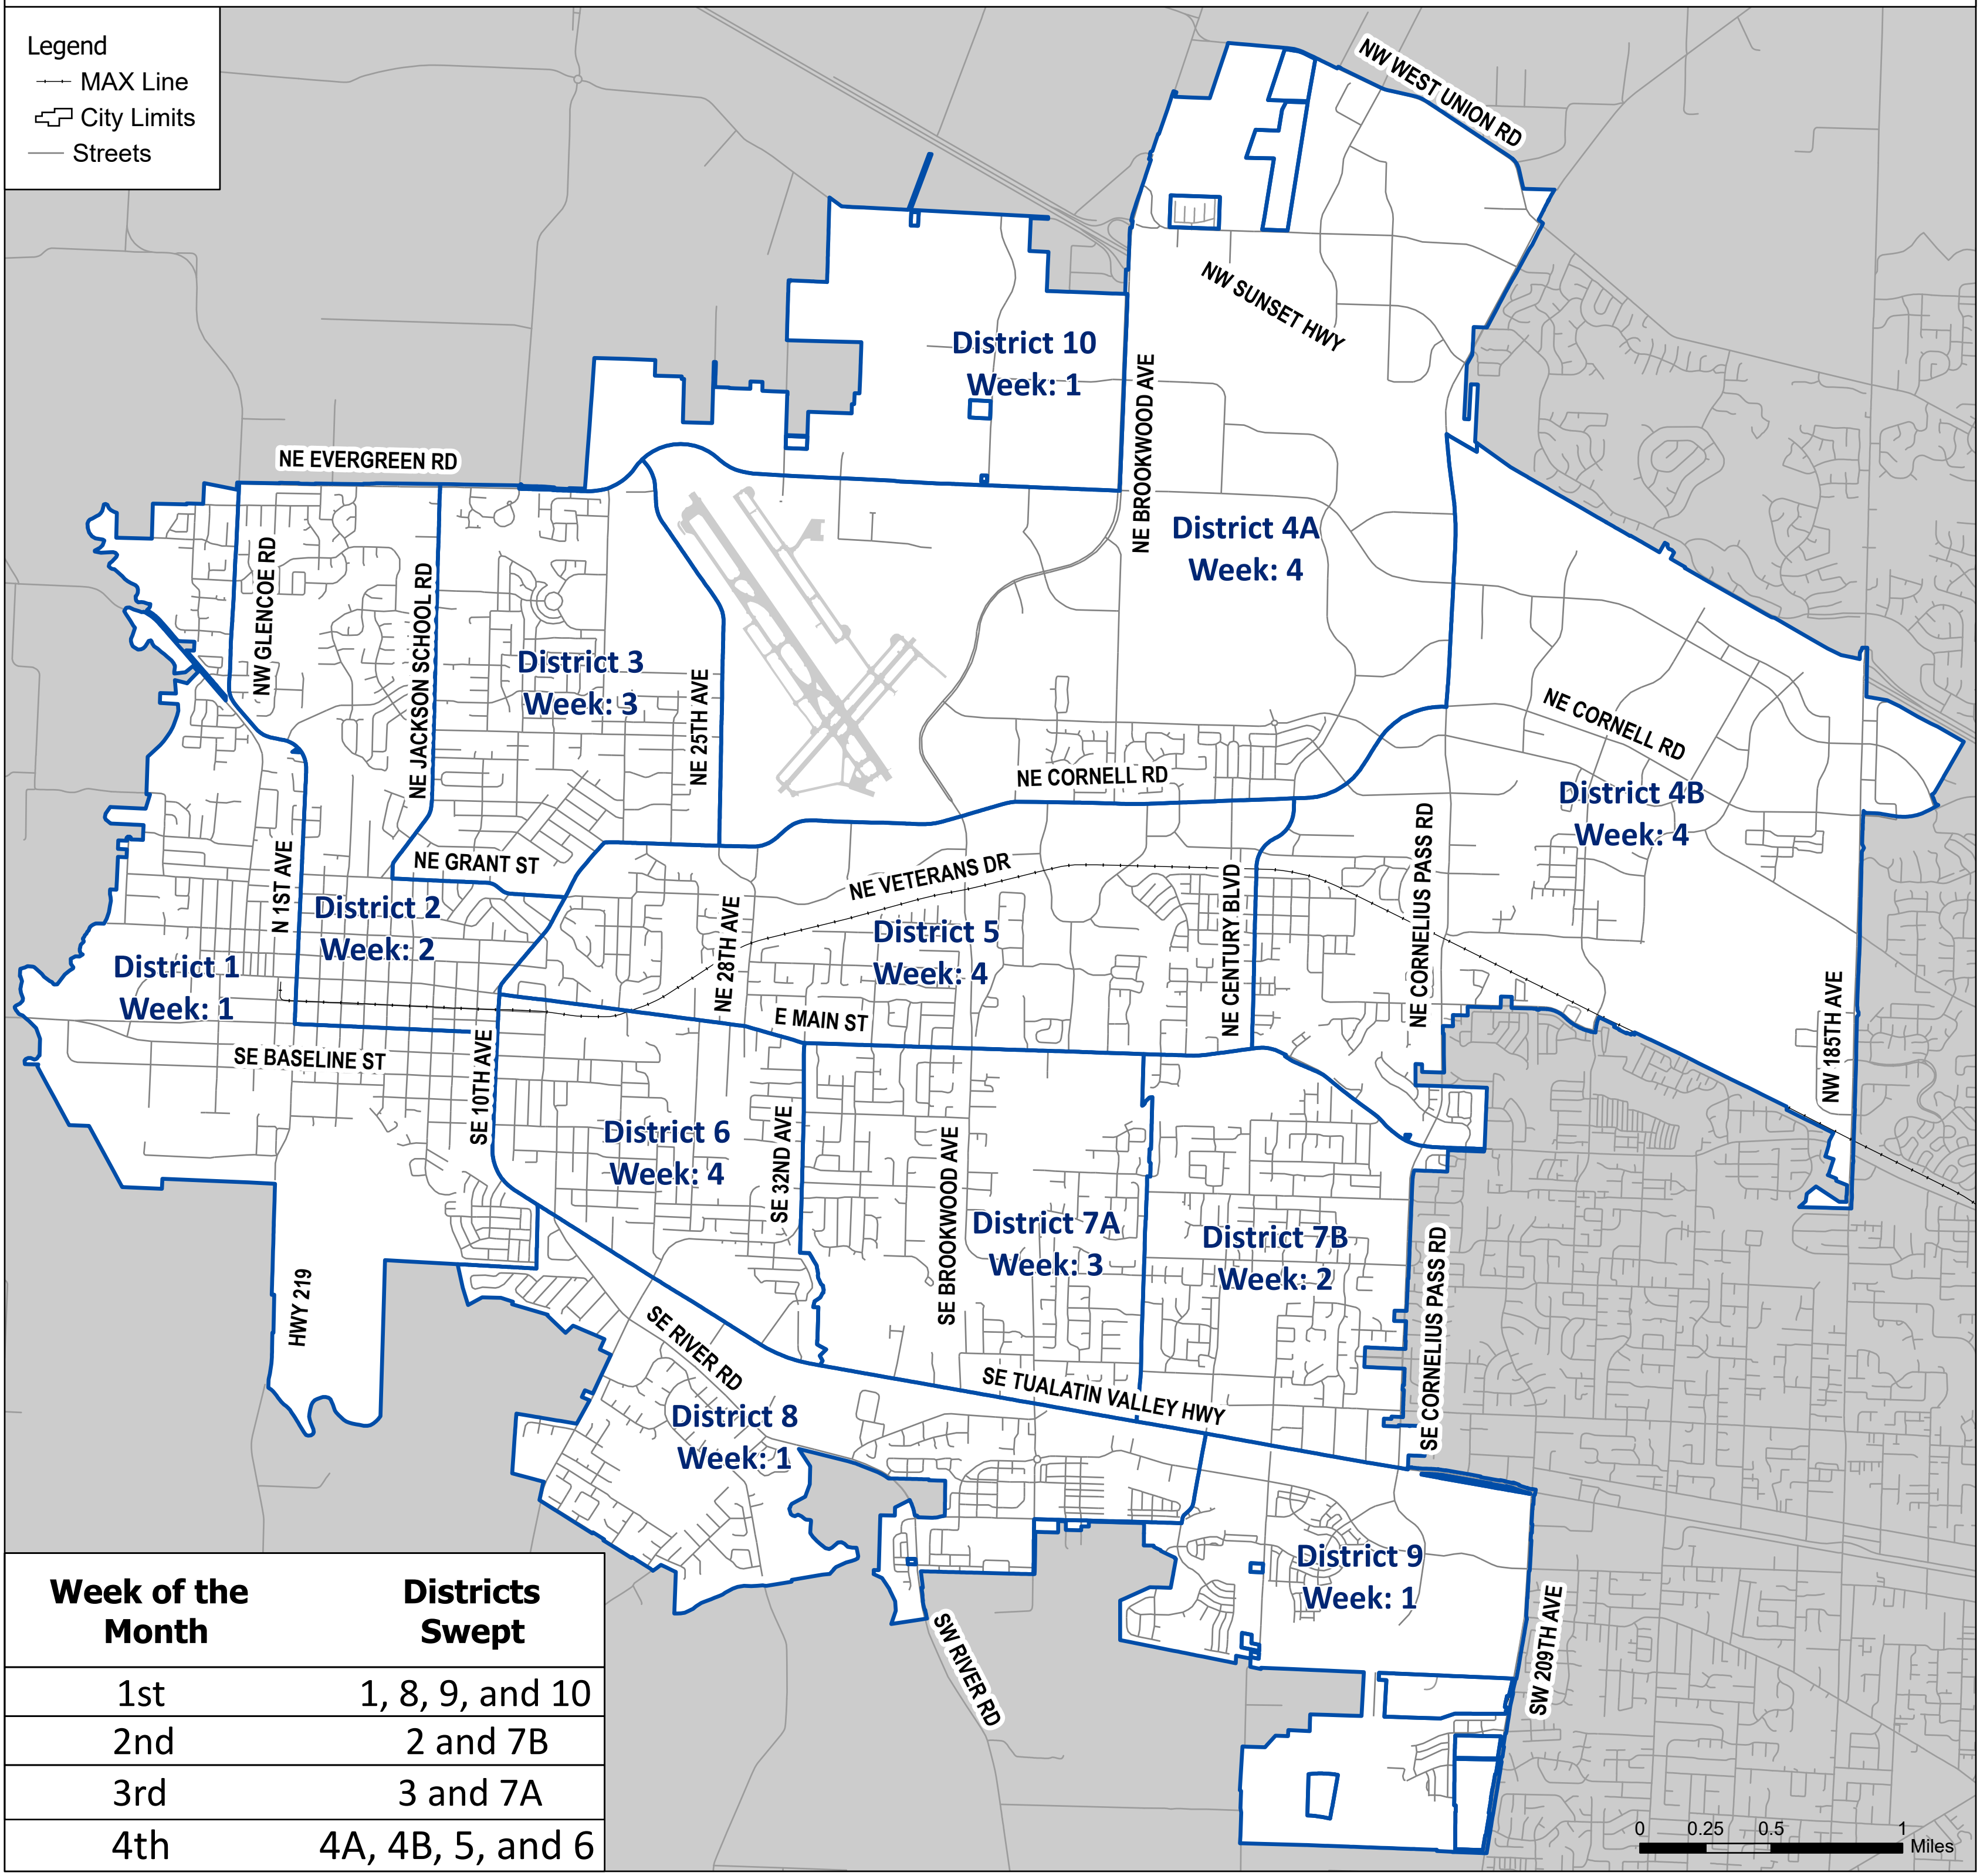 Legend
MAX Line
City Limits
Streets
NW WEST UNION RD
NW SUNSET HWY
District 10
Week: 1
NE BROOKWOOD AVE
NE EVERGREEN RD
District 4A
Week: 4
NW GLENCOE RD
NE JACKSON SCHOOL RD
District 3
Week: 3
NE 25TH AVE
NE CORNELL RD
NE CORNELL RD
District 4B
Week: 4
NE GRANT ST
N 1ST AVE
District 2
Week: 2
NE VETERANS DR
NE 28TH AVE
District 5
Week: 4
NE CENTURY BLVD
NE CORNELIUS PASS RD
District 1
Week: 1
E MAIN ST
NW 185TH AVE
SE BASELINE ST
SE 10TH AVE
District 6
Week: 4
SE 32ND AVE
SE BROOKWOOD AVE
District 7A
Week: 3
District 7B
Week: 2
SE CORNELIUS PASS RD
HWY 219
SE RIVER RD
SE TUALATIN VALLEY HWY
District 8
Week: 1
District 9
Week: 1
SW RIVER RD
SW 209TH AVE
Week of the Month
Districts Swept
1st
1, 8, 9, and 10
2nd
2 and 7B
3rd
3 and 7A
4th
4A, 4B, 5, and 6
0 0.25 0.5 1
Miles